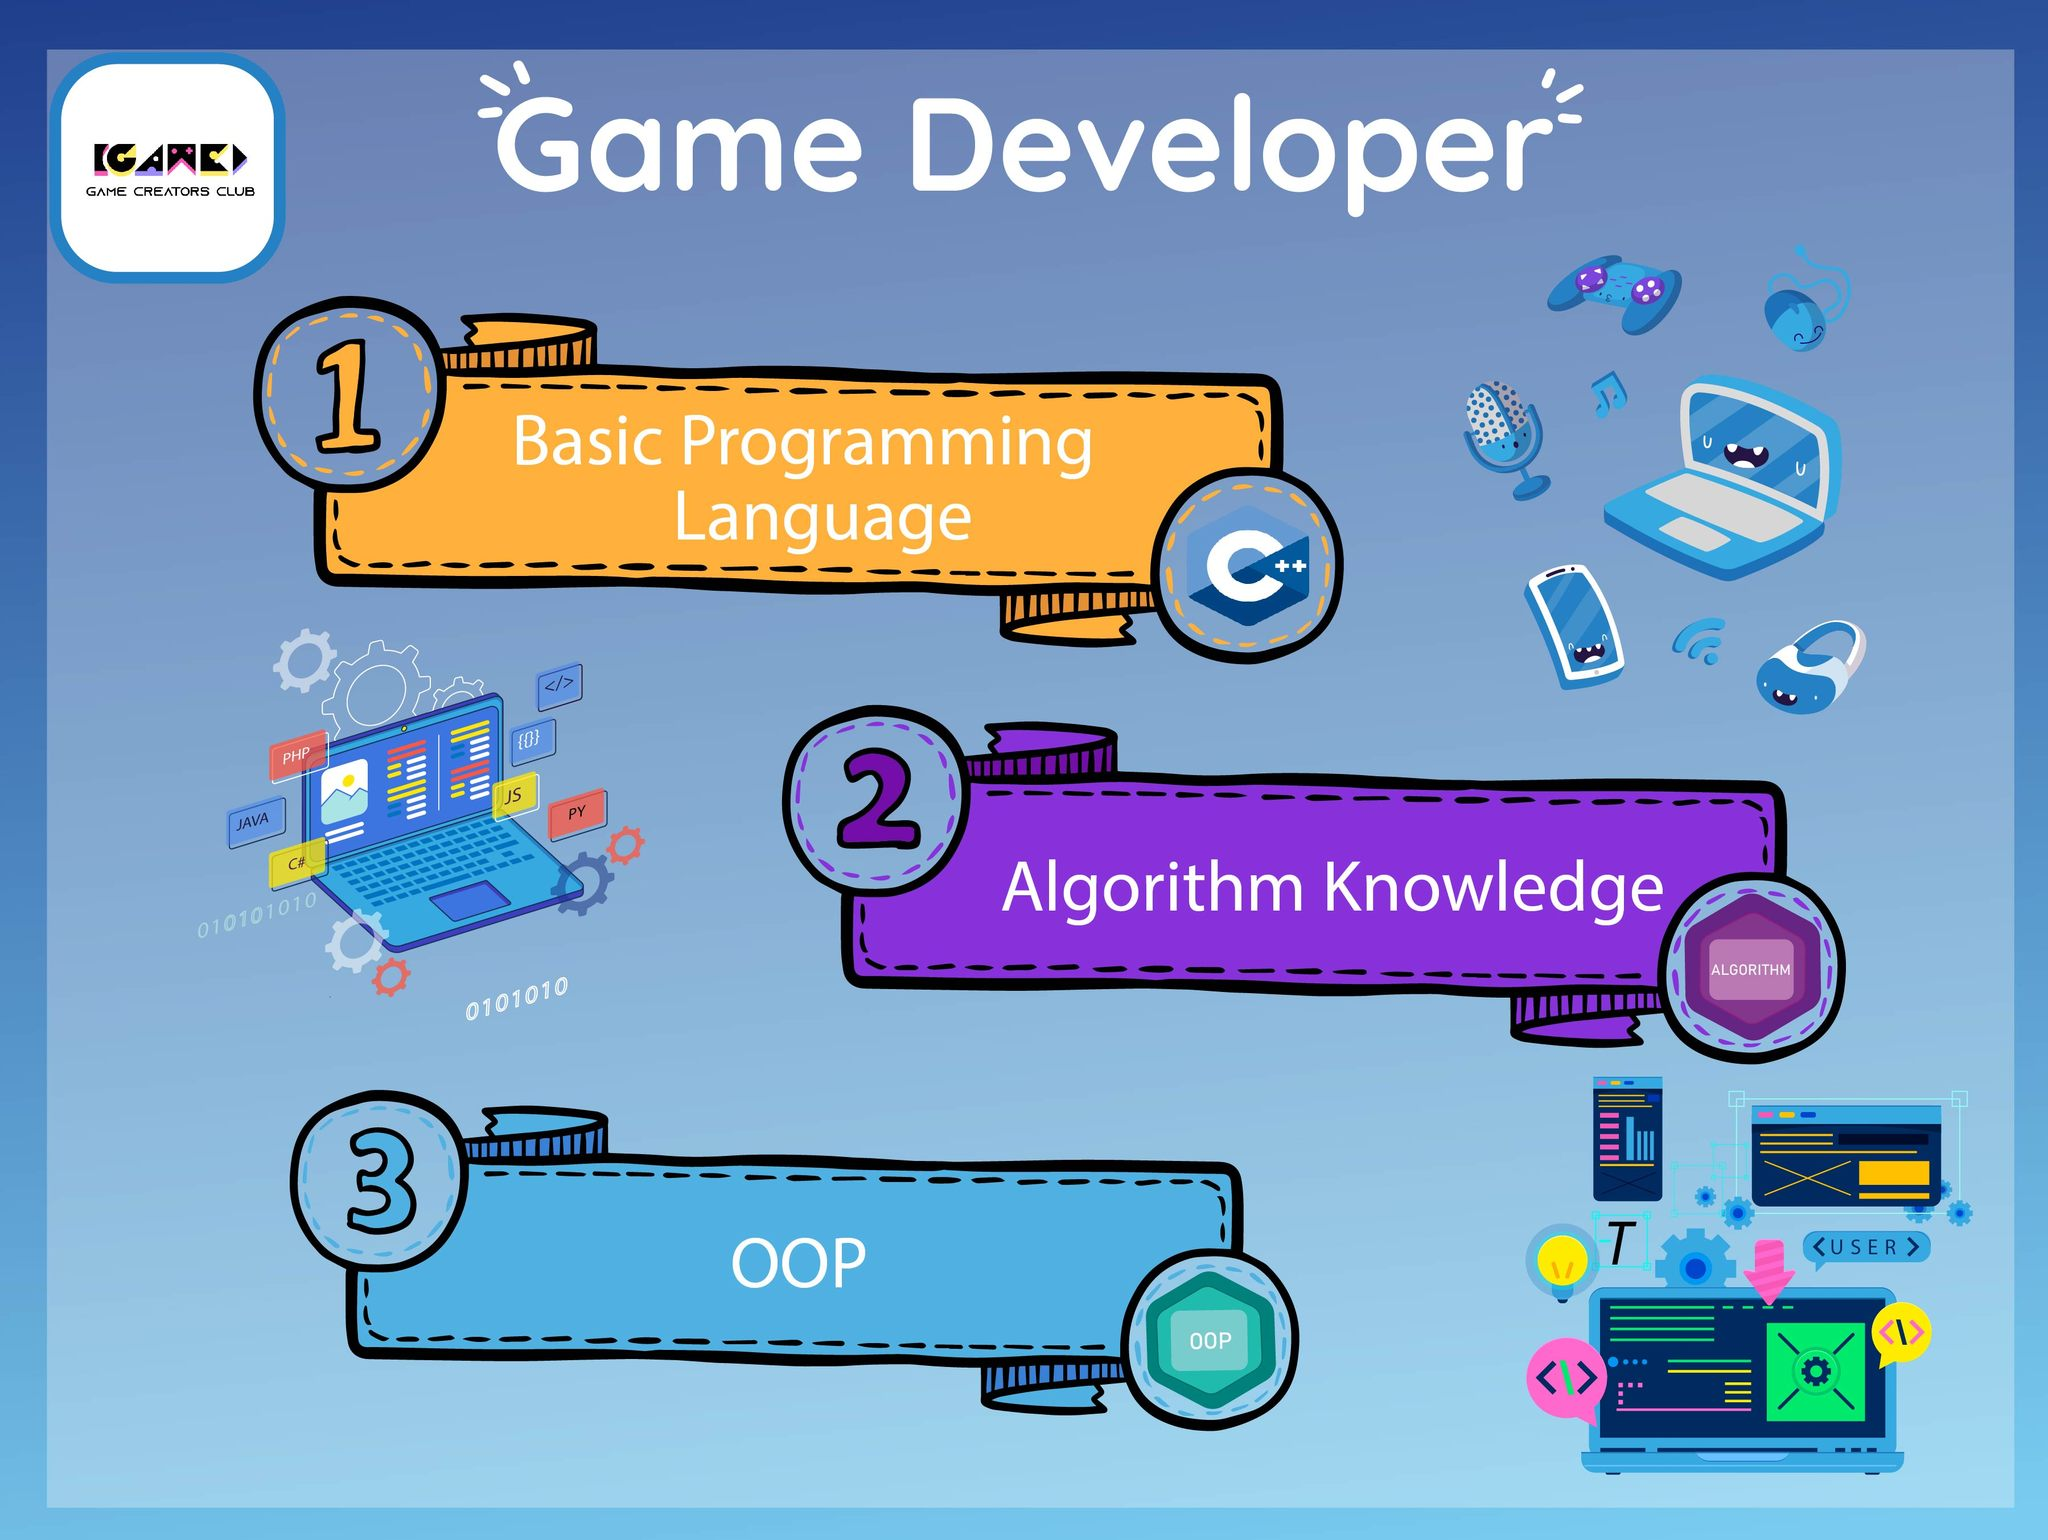 GAME
GAME CREATORS CLUB
Game Developer
1
Basic Programming
Language
C++
</>
{{}}
PHP
JS
JAVA
PY
C#
010101010
0101010
2
Algorithm Knowledge
ALGORITHM
3
OOP
OOP
T
<USER>
<\>
<\>